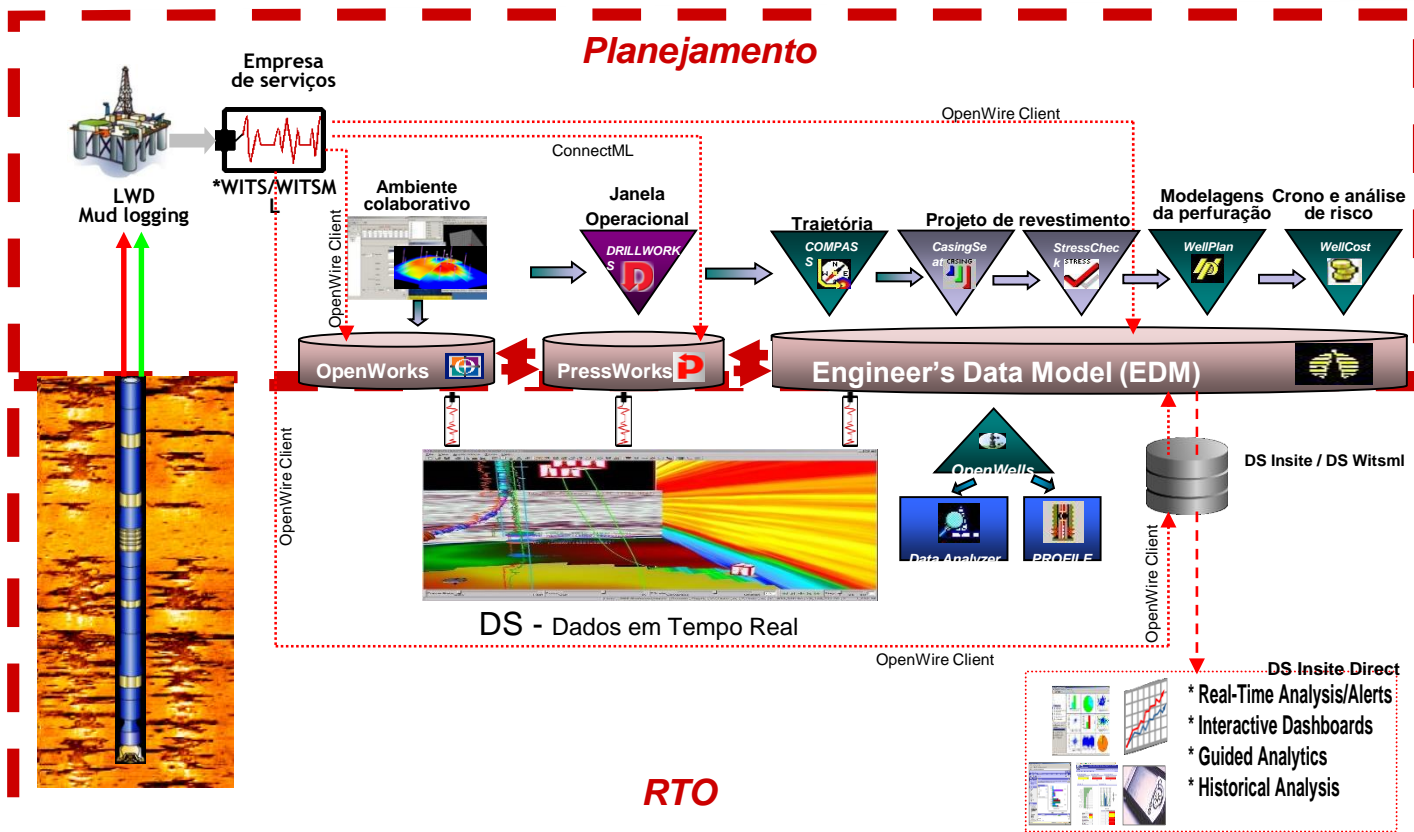 Planejamento
Empresa
de serviços
*WITS/WITSM
L
LWD
Mud logging
OpenWire Client
ConnectML
OpenWire Client
Ambiente
colaborativo
Janela
Operacional
DRILLWORK
S
Trajetória
COMPAS
S
Projeto de revestimento
CasingSe
at
CASING
StressChec
k
STRESS
Modelagens
da perfuração
WellPlan
Crono e análise
de risco
WellCost
OpenWorks
PressWorks
Engineer’s Data Model (EDM)
OpenWire Client
OpenWells
Data Analyzer
PROFILE
DS Insite / DS Witsml
OpenWire Client
DS - Dados em Tempo Real
OpenWire Client
DS Insite Direct
* Real-Time Analysis/Alerts
* Interactive Dashboards
* Guided Analytics
* Historical Analysis
RTO